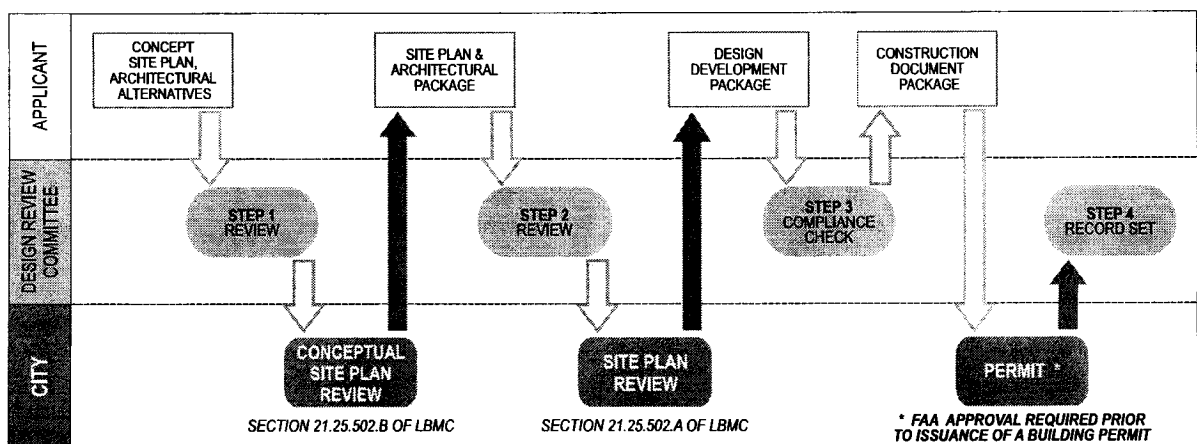 APPLICANT
CONCEPT
SITE PLAN,
ARCHITECTURAL
ALTERNATIVES
SITE PLAN &
ARCHITECTURAL
PACKAGE
DESIGN
DEVELOPMENT
PACKAGE
CONSTRUCTION
DOCUMENT
PACKAGE
DESIGN REVIEW
COMMITTEE
STEP 1
REVIEW
STEP 2
REVIEW
STEP 3
COMPLIANCE
CHECK
STEP 4
RECORD SET
CITY
CONCEPTUAL
SITE PLAN
REVIEW
SECTION 21.25.502.B OF LBMC
SITE PLAN
REVIEW
SECTION 21.25.502.A OF LBMC
PERMIT *
* FAA APPROVAL REQUIRED PRIOR
TO ISSUANCE OF A BUILDING PERMIT